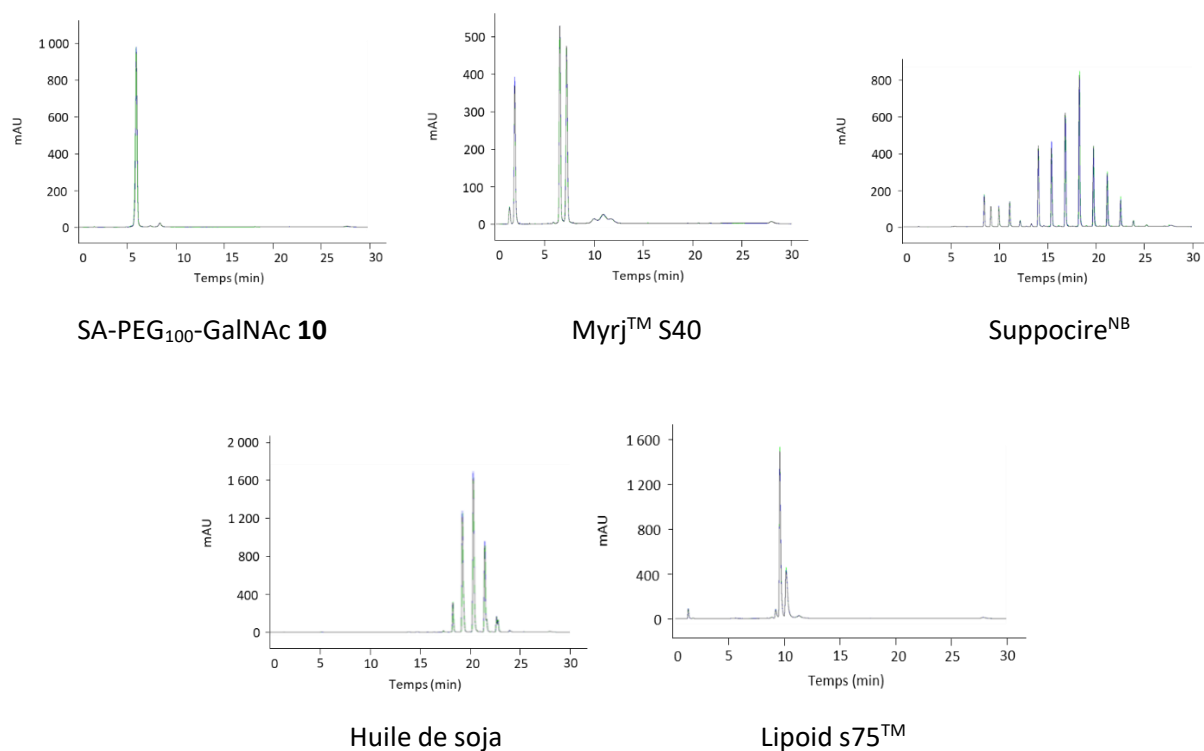 1 000
800
600
400
200
0
mAU
0 5 10 15 20 25 30
Temps (min)
SA-PEG100-GalNAc 10
500
400
300
200
100
0
mAU
0 5 10 15 20 25 30
Temps (min)
Myrj™ S40
800
600
400
200
0
mAU
0 5 10 15 20 25 30
Temps (min)
SuppocireNB
2 000
1 600
1 200
800
400
0
mAU
0 5 10 15 20 25 30
Temps (min)
Huile de soja
1 600
1 200
800
400
0
mAU
0 5 10 15 20 25 30
Temps (min)
Lipoid s75™